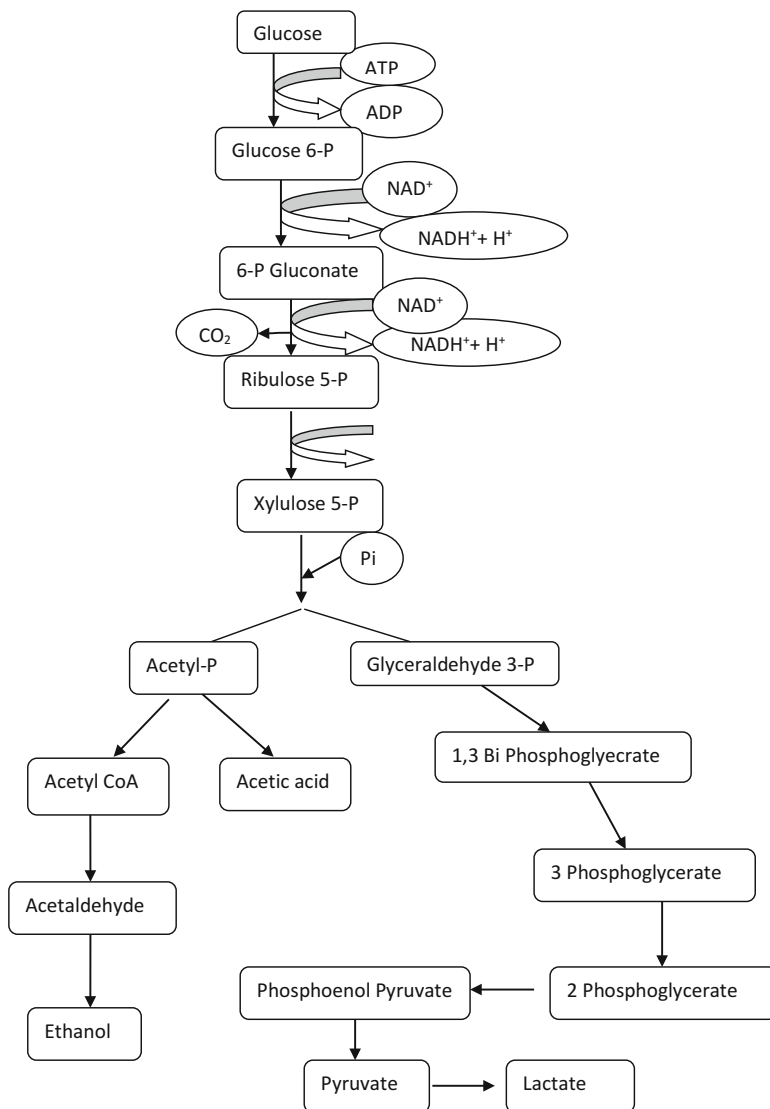 Glucose
ATP
ADP
Glucose 6-P
NAD⁺
NADH⁺+ H⁺
6-P Gluconate
NAD⁺
CO₂
NADH⁺+ H⁺
Ribulose 5-P
Xylulose 5-P
Pi
Acetyl-P
Glyceraldehyde 3-P
1,3 Bi Phosphoglyecrate
Acetyl CoA
Acetic acid
3 Phosphoglycerate
Acetaldehyde
Phosphoenol Pyruvate
2 Phosphoglycerate
Ethanol
Pyruvate
Lactate